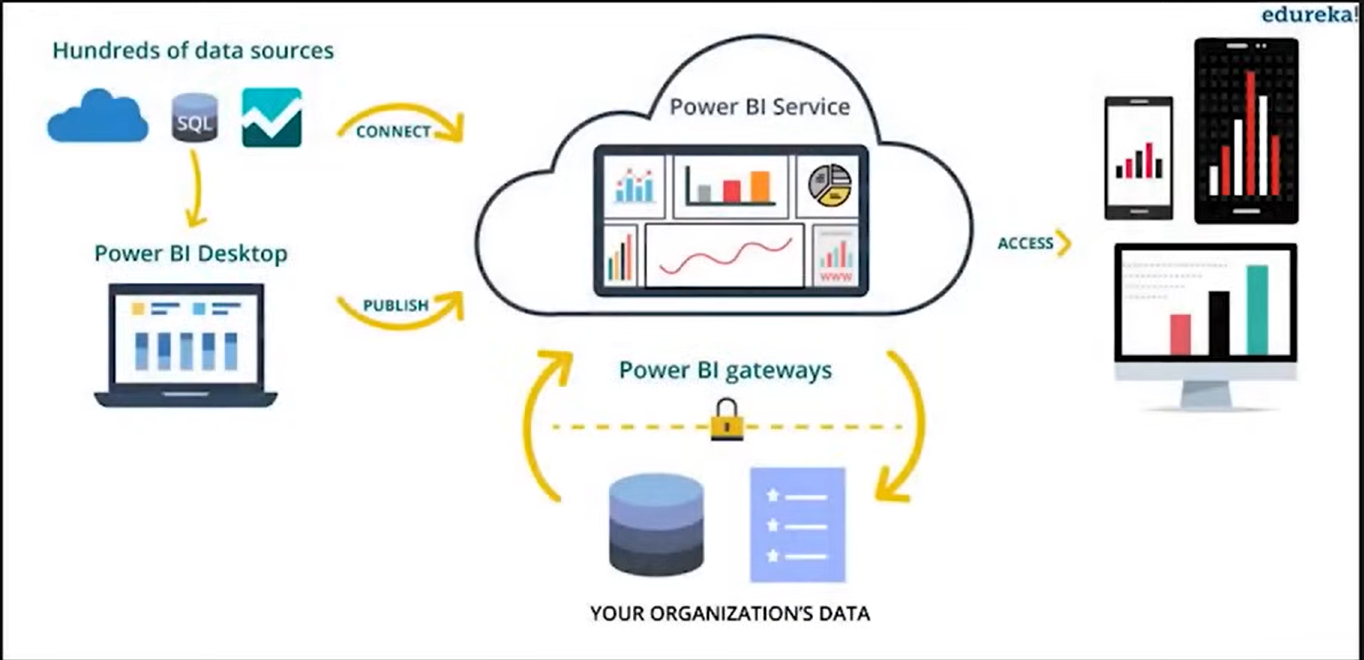 edureka!
Hundreds of data sources
SQL
CONNECT
Power BI Service
WWW
Power BI Desktop
PUBLISH
ACCESS
Power BI gateways
YOUR ORGANIZATION'S DATA